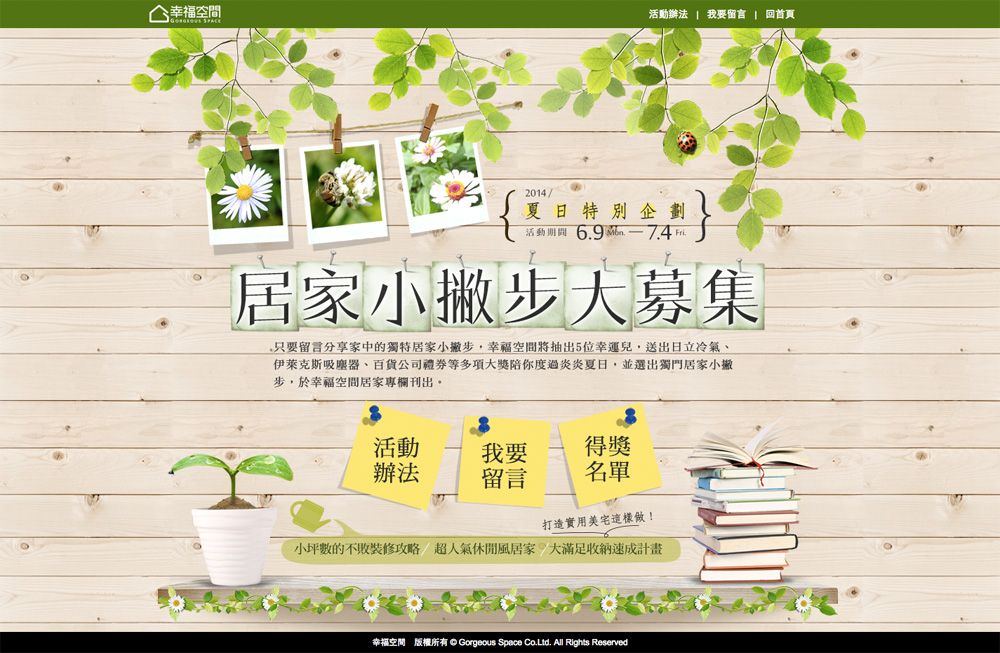 幸福空間
GORGEOUS SPACE
活動辦法 | 我要留言 | 回首頁
2014 /
夏日特別企劃
活動期間 6.9 Mon. — 7.4 Fri.
居家小撇步大募集
只要留言分享家中的獨特居家小撇步，幸福空間將抽出5位幸運兒，送出日立冷氣、
伊萊克斯吸塵器、百貨公司禮券等多項大獎陪你度過炎炎夏日，並選出獨門居家小撇
步，於幸福空間居家專欄刊出。
活動
辦法
我要
留言
得獎
名單
打造實用美宅這樣做！
小坪數的不敗裝修攻略 / 超人氣休閒風居家 / 大滿足收納速成計畫
幸福空間 版權所有 © Gorgeous Space Co.Ltd. All Rights Reserved